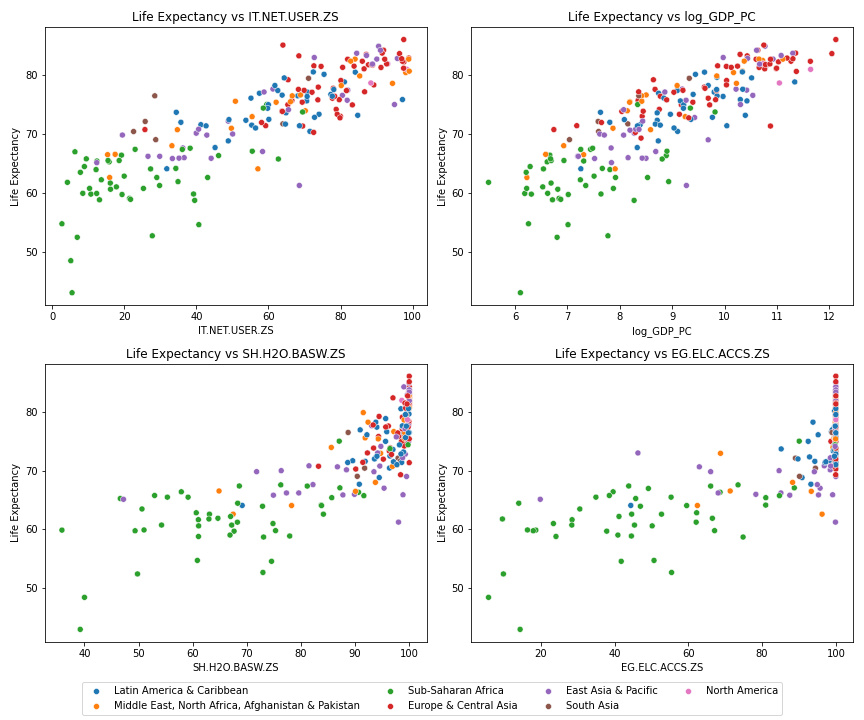 Life Expectancy vs IT.NET.USER.ZS
Life Expectancy vs log_GDP_PC
Life Expectancy
80
70
60
50
0 20 40 60 80 100
IT.NET.USER.ZS
Life Expectancy
80
70
60
50
6 7 8 9 10 11 12
log_GDP_PC
Life Expectancy vs SH.H2O.BASW.ZS
Life Expectancy vs EG.ELC.ACCS.ZS
Life Expectancy
80
70
60
50
40 50 60 70 80 90 100
SH.H2O.BASW.ZS
Life Expectancy
80
70
60
50
20 40 60 80 100
EG.ELC.ACCS.ZS
Latin America & Caribbean
Middle East, North Africa, Afghanistan & Pakistan
Sub-Saharan Africa
Europe & Central Asia
East Asia & Pacific
South Asia
North America